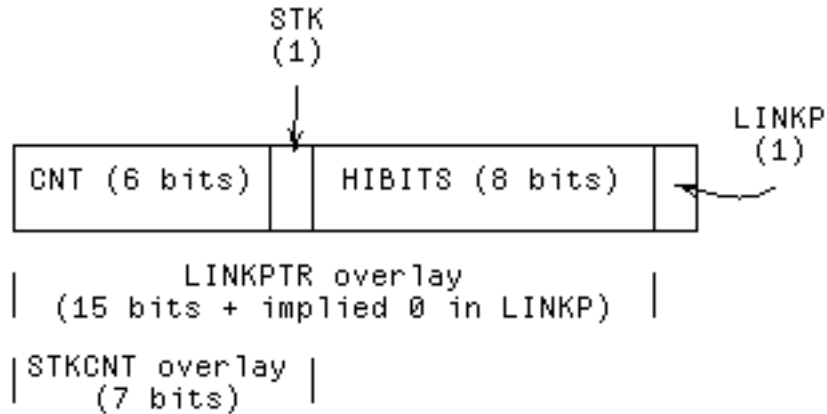 STK
(1)
LINKP
(1)
CNT (6 bits)
HIBITS (8 bits)
LINKPTR overlay
(15 bits + implied 0 in LINKP)
STKCNT overlay
(7 bits)